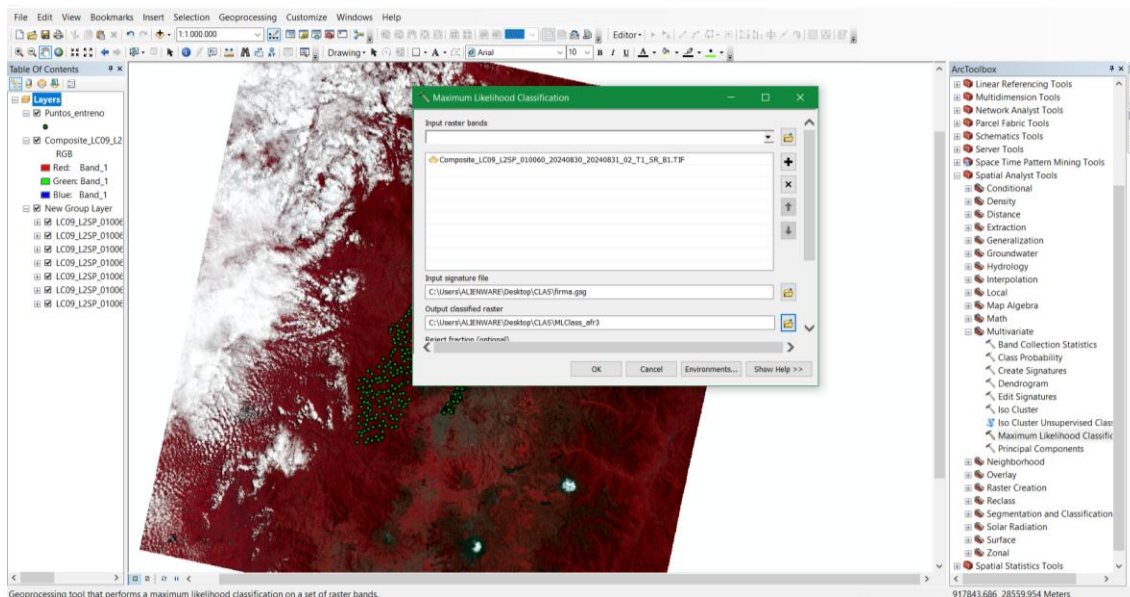 File Edit View Bookmarks Insert Selection Geoprocessing Customize Windows Help
1:1.000.000 Editor
Drawing Arial 10 B I U A
Table Of Contents
Layers
Puntos_entreno
Composite_LC09_L2
RGB
Red: Band_1
Green: Band_1
Blue: Band_1
New Group Layer
LC09_L2SP_01006
LC09_L2SP_01006
LC09_L2SP_01006
LC09_L2SP_01006
LC09_L2SP_01006
LC09_L2SP_01006
LC09_L2SP_01006
Maximum Likelihood Classification
Input raster bands
Composite_LC09_L2SP_010060_20240830_20240831_02_T1_SR_B1.TIF
Input signature file
C:\Users\ALIENWARE\Desktop\CLAS\firma.gsg
Output classified raster
C:\Users\ALIENWARE\Desktop\CLAS\MLClass_afr3
Reject fraction (optional)
OK Cancel Environments... Show Help >>
ArcToolbox
Linear Referencing Tools
Multidimension Tools
Network Analyst Tools
Parcel Fabric Tools
Schematics Tools
Server Tools
Space Time Pattern Mining Tools
Spatial Analyst Tools
Conditional
Density
Distance
Extraction
Generalization
Groundwater
Hydrology
Interpolation
Local
Map Algebra
Math
Multivariate
Band Collection Statistics
Class Probability
Create Signatures
Dendrogram
Edit Signatures
Iso Cluster
Iso Cluster Unsupervised Clas
Maximum Likelihood Classific
Principal Components
Neighborhood
Overlay
Raster Creation
Reclass
Segmentation and Classification
Solar Radiation
Surface
Zonal
Spatial Statistics Tools
Geoprocessing tool that performs a maximum likelihood classification on a set of raster bands.
917843,686 28559,954 Meters